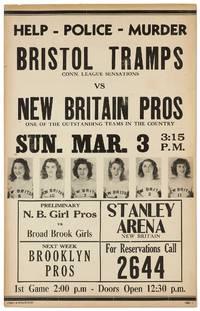 HELP - POLICE - MURDER
BRISTOL TRAMPS
CONN. LEAGUE SENSATIONS
VS
NEW BRITAIN PROS
ONE OF THE OUTSTANDING TEAMS IN THE COUNTRY
SUN. MAR. 3 3:15 P.M.
PRELIMINARY
N. B. Girl Pros
vs
Broad Brook Girls
NEXT WEEK
BROOKLYN
PROS
STANLEY
ARENA
NEW BRITAIN
For Reservations Call
2644
1st Game 2:00 p.m - Doors Open 12:30 p.m.